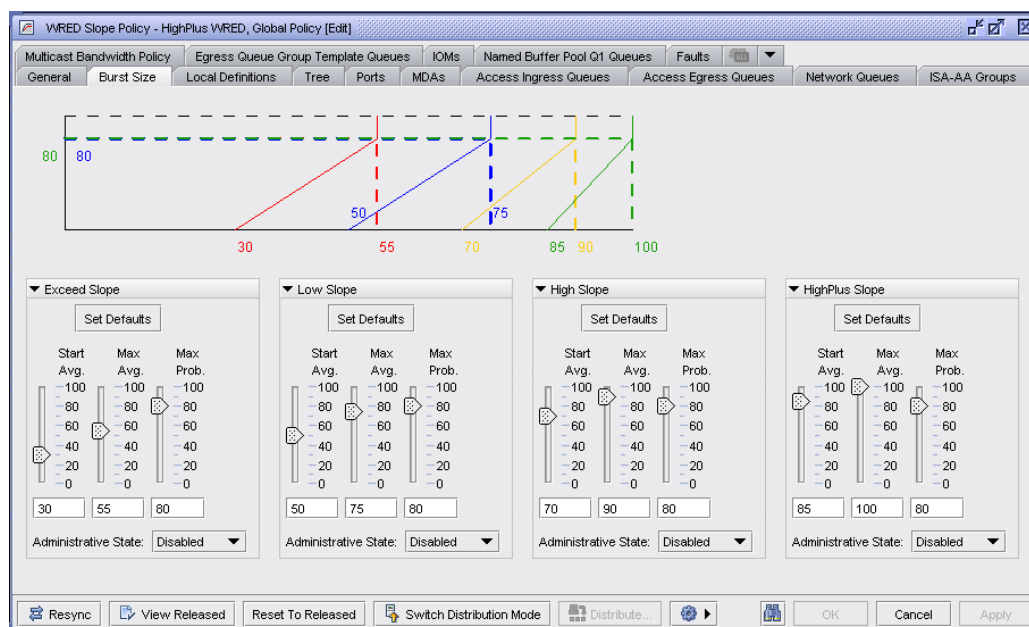 WRED Slope Policy - HighPlus WRED, Global Policy [Edit]
Multicast Bandwidth Policy Egress Queue Group Template Queues IOMs Named Buffer Pool Q1 Queues Faults
General Burst Size Local Definitions Tree Ports MDAs Access Ingress Queues Access Egress Queues Network Queues ISA-AA Groups
80 80
50 75
30 55 70 85 90 100
Exceed Slope Low Slope High Slope HighPlus Slope
Set Defaults Set Defaults Set Defaults Set Defaults
Start Max Max Start Max Max Start Max Max Start Max Max
Avg. Avg. Prob. Avg. Avg. Prob. Avg. Avg. Prob. Avg. Avg. Prob.
100 100 100 100 100 100 100 100 100 100 100 100
80 80 80 80 80 80 80 80 80 80 80 80
60 60 60 60 60 60 60 60 60 60 60 60
40 40 40 40 40 40 40 40 40 40 40 40
20 20 20 20 20 20 20 20 20 20 20 20
0 0 0 0 0 0 0 0 0 0 0 0
30 55 80 50 75 80 70 90 80 85 100 80
Administrative State: Disabled Administrative State: Disabled Administrative State: Disabled Administrative State: Disabled
Resync View Released Reset To Released Switch Distribution Mode Distribute... OK Cancel Apply